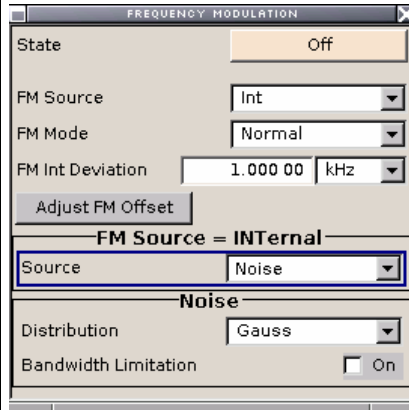 FREQUENCY MODULATION
State Off
FM Source Int
FM Mode Normal
FM Int Deviation 1.000 00 kHz
Adjust FM Offset
FM Source = INTernal
Source Noise
Noise
Distribution Gauss
Bandwidth Limitation On